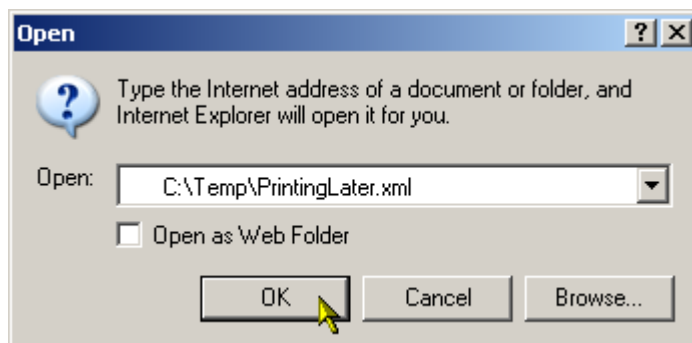 Open
Type the Internet address of a document or folder, and
Internet Explorer will open it for you.
Open: C:\Temp\PrintingLater.xml
Open as Web Folder
OK Cancel Browse...